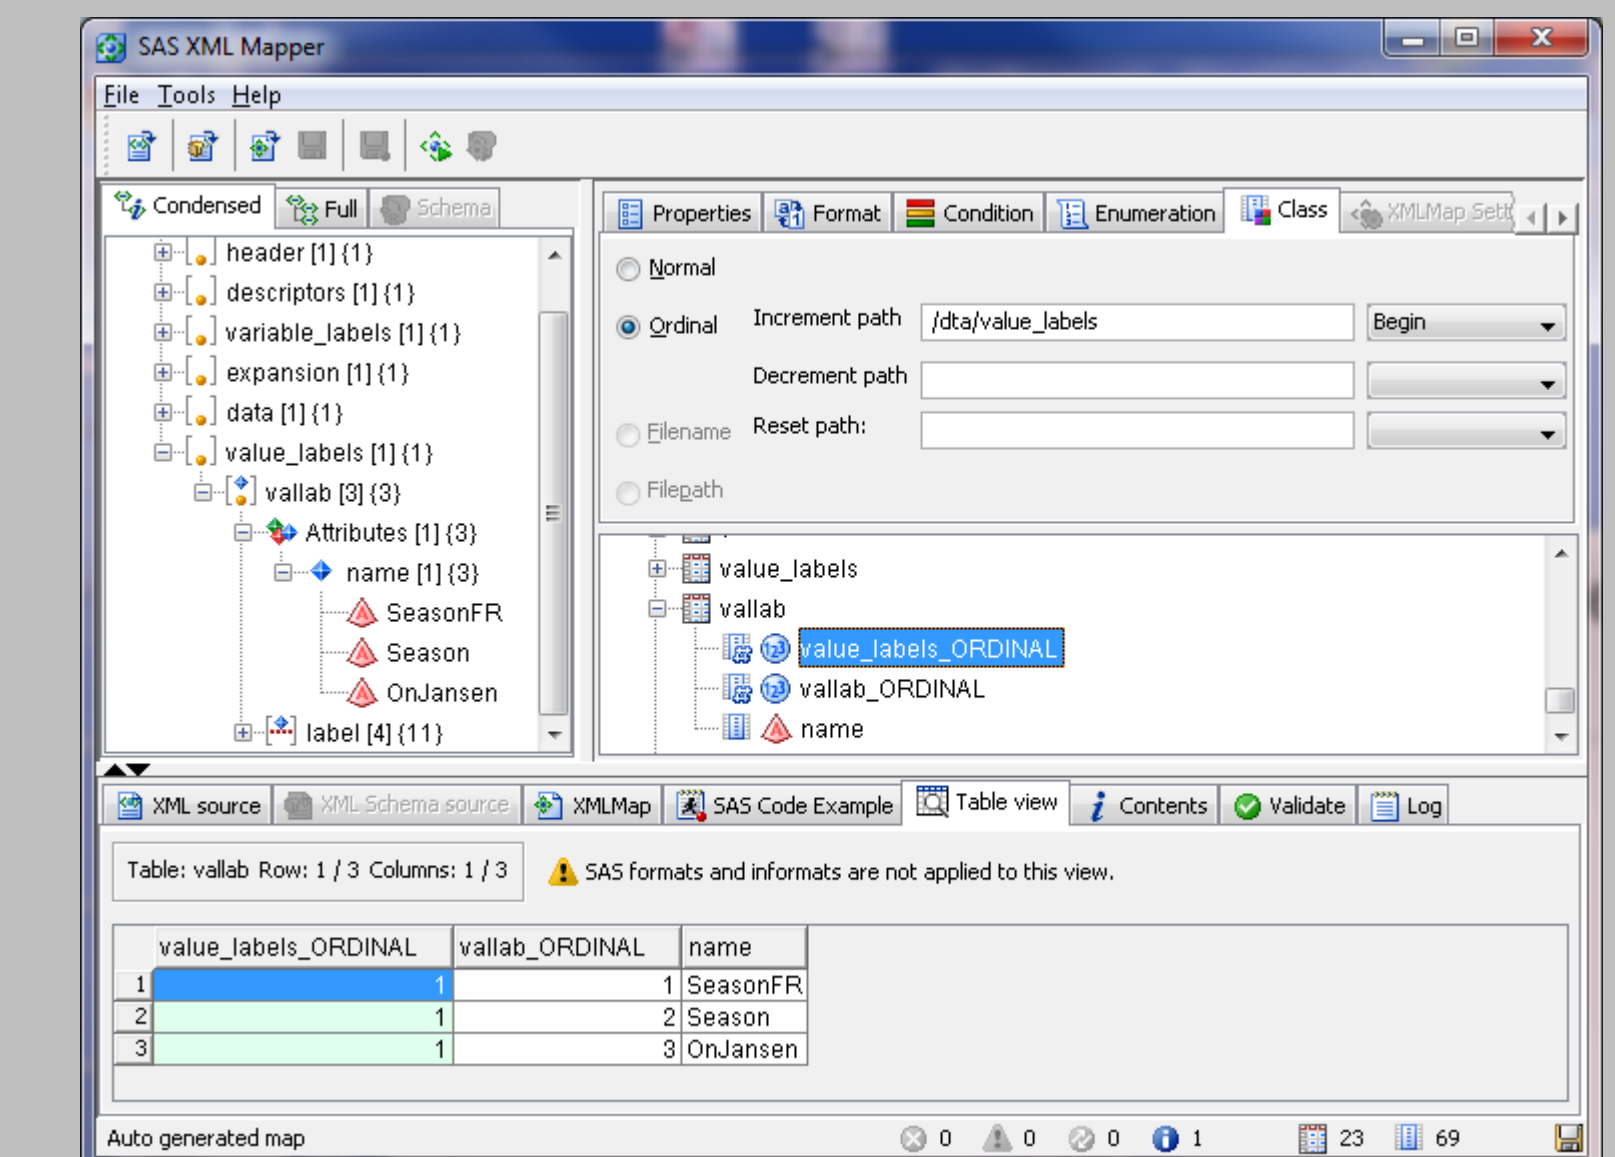 SAS XML Mapper
File Tools Help
Condensed Full Schema
header [1] {1}
descriptors [1] {1}
variable_labels [1] {1}
expansion [1] {1}
data [1] {1}
value_labels [1] {1}
vallab [3] {3}
Attributes [1] {3}
name [1] {3}
SeasonFR
Season
OnJansen
label [4] {11}
Properties Format Condition Enumeration Class XMLMap Sett
Normal
Ordinal Increment path /dta/value_labels Begin
Decrement path
Filename Reset path:
Filepath
value_labels
vallab
value_labels_ORDINAL
vallab_ORDINAL
name
XML source XML Schema source XMLMap SAS Code Example Table view Contents Validate Log
Table: vallab Row: 1 / 3 Columns: 1 / 3 SAS formats and informats are not applied to this view.
value_labels_ORDINAL vallab_ORDINAL name
1 1 1 SeasonFR
2 1 2 Season
3 1 3 OnJansen
Auto generated map 0 0 0 1 23 69